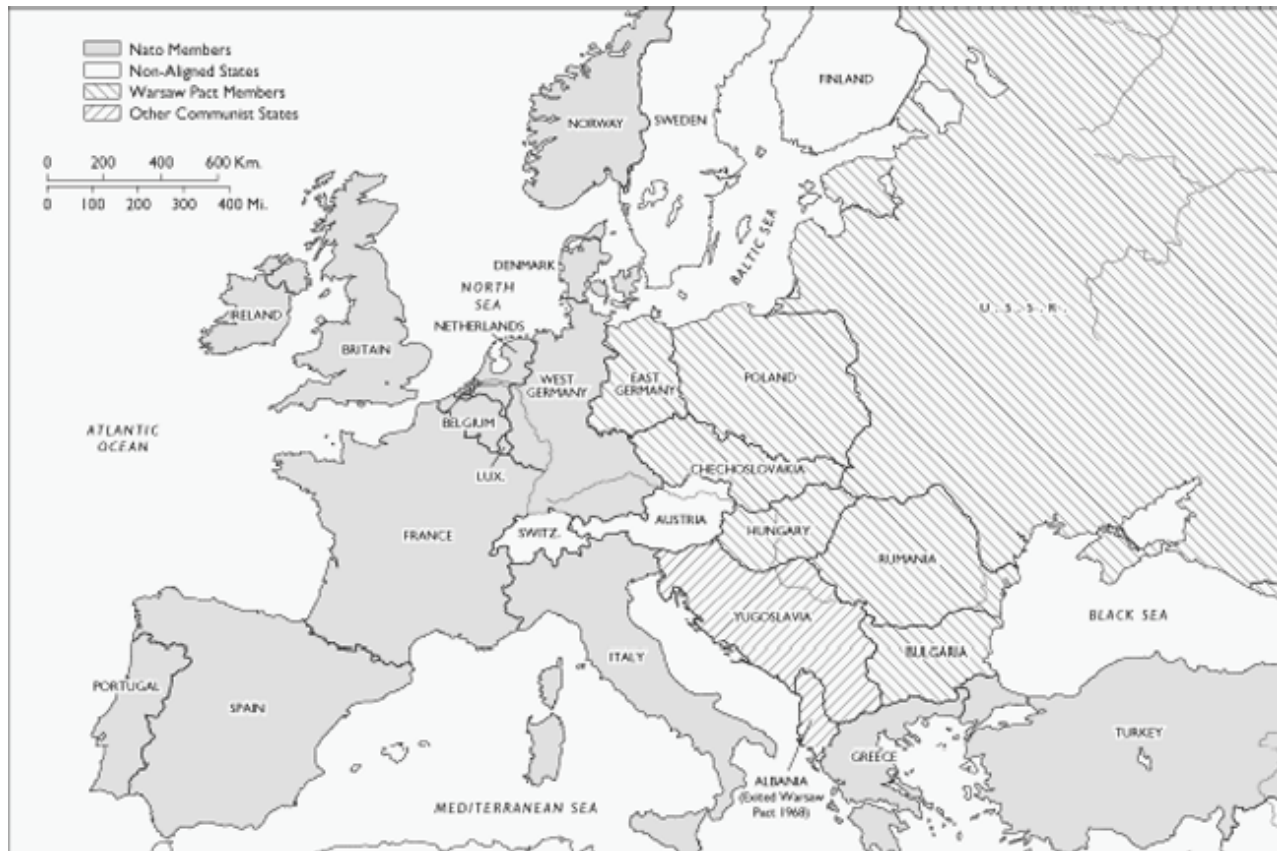 Nato Members
Non-Aligned States
Warsaw Pact Members
Other Communist States
0 200 400 600 Km.
0 100 200 300 400 Mi.
FINLAND
NORWAY
SWEDEN
BALTIC SEA
DENMARK
NORTH
SEA
NETHERLANDS
IRELAND
BRITAIN
U.S.S.R.
WEST
GERMANY
EAST
GERMANY
POLAND
ATLANTIC
OCEAN
BELGIUM
LUX.
CHECHOSLOVAKIA
FRANCE
SWITZ.
AUSTRIA
HUNGARY
RUMANIA
YUGOSLAVIA
BLACK SEA
BULGARIA
ITALY
PORTUGAL
SPAIN
TURKEY
GREECE
ALBANIA
(Exited Warsaw
Pact 1968)
MEDITERRANEAN SEA